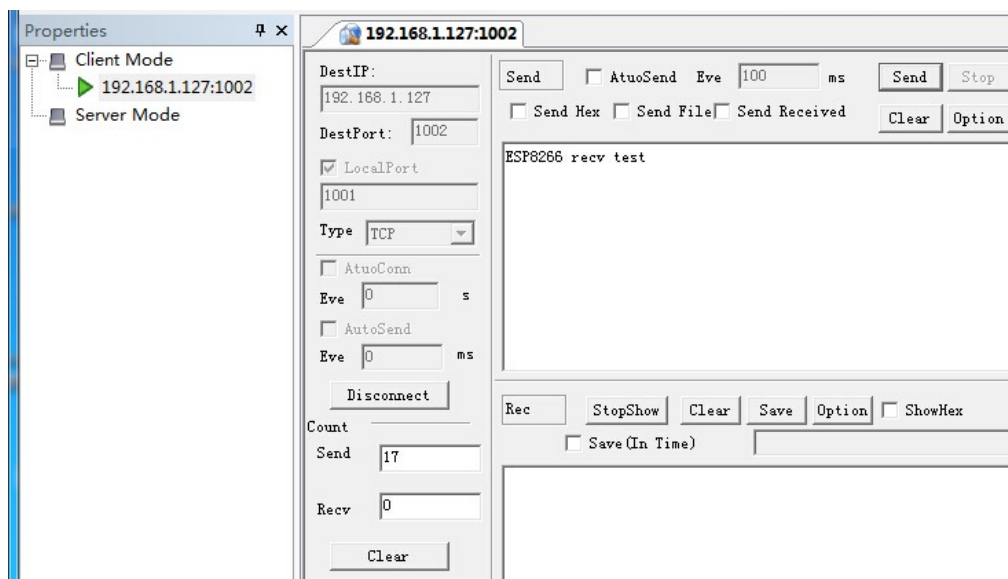 Properties
Client Mode
192.168.1.127:1002
Server Mode
192.168.1.127:1002
DestIP:
192.168.1.127
DestPort: 1002
LocalPort
1001
Type TCP
AtuoConn
Eve 0 s
AutoSend
Eve 0 ms
Disconnect
Count
Send 17
Recv 0
Clear
Send AtuoSend Eve 100 ms Send Stop
Send Hex Send File Send Received Clear Option
ESP8266 recv test
Rec StopShow Clear Save Option ShowHex
Save(In Time)